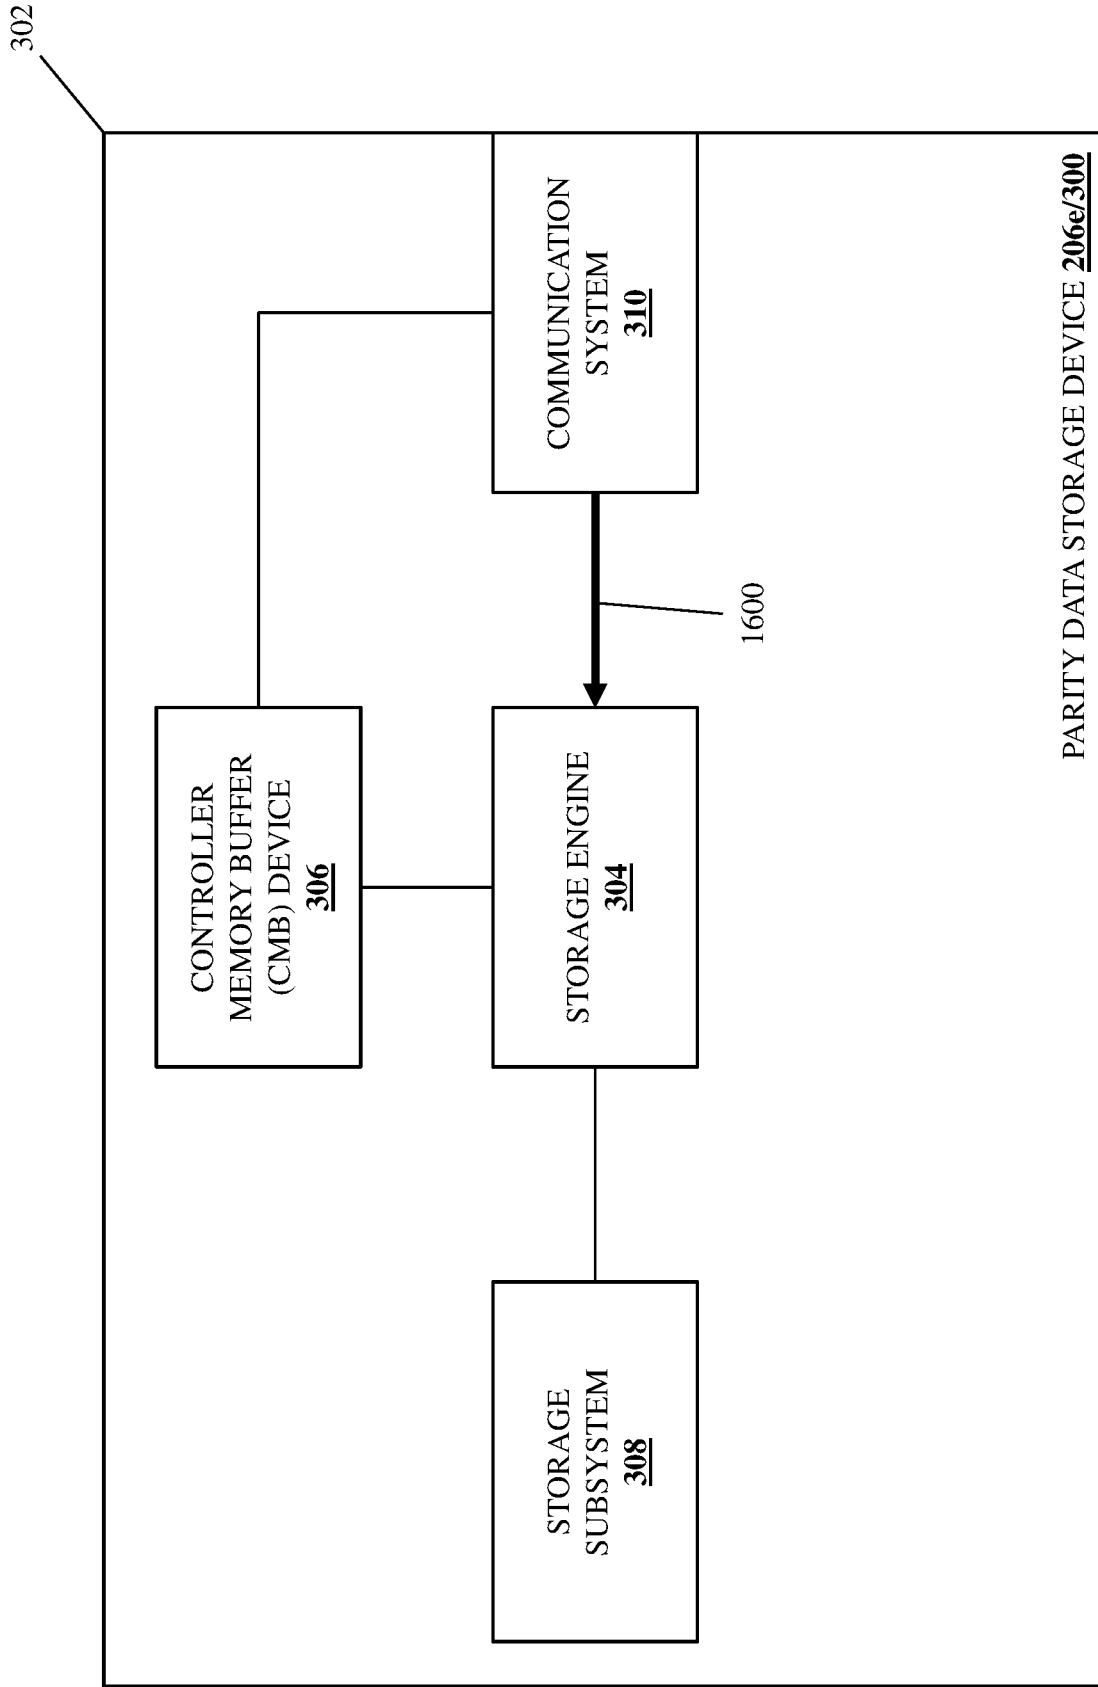 302
CONTROLLER
MEMORY BUFFER
(CMB) DEVICE
306
STORAGE
SUBSYSTEM
308
STORAGE ENGINE
304
COMMUNICATION
SYSTEM
310
1600
PARITY DATA STORAGE DEVICE 206e/300